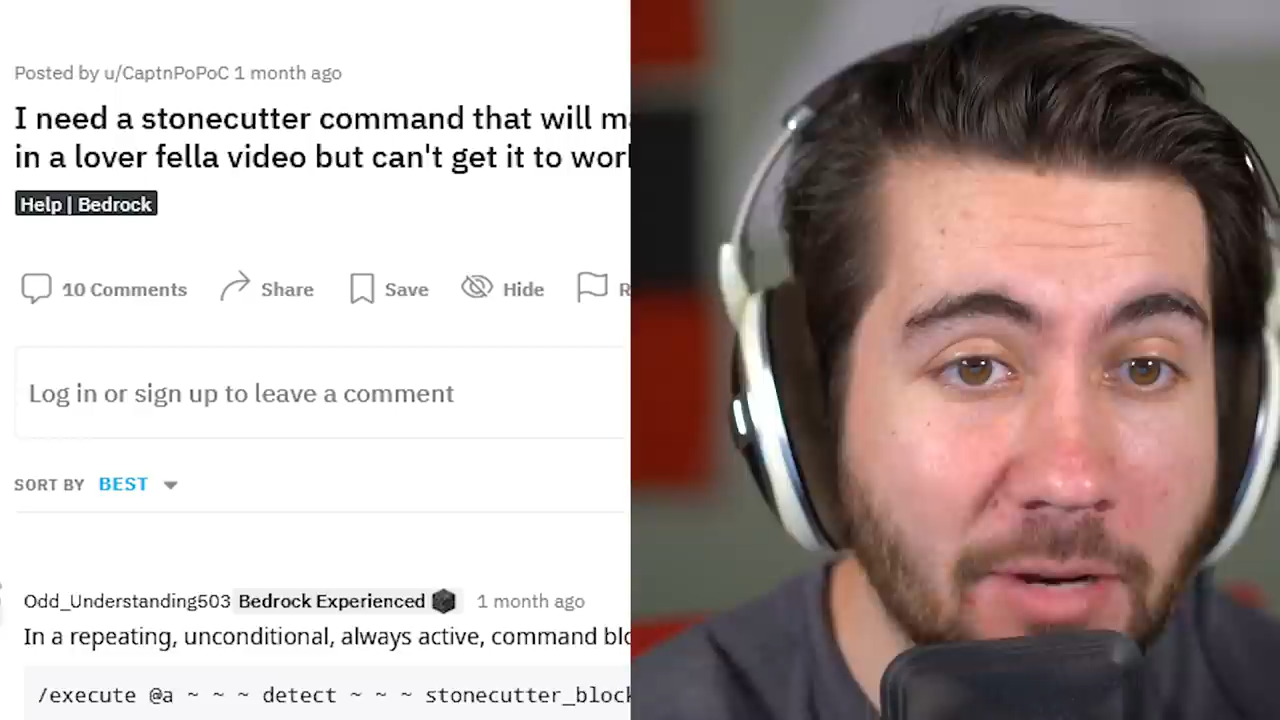 Posted by u/CaptnPoPoC 1 month ago
I need a stonecutter command that will
in a lover fella video but can't get it to
Help | Bedrock
10 Comments Share Save Hide
Log in or sign up to leave a comment
SORT BY BEST
Odd_Understanding503 Bedrock Experienced 1 month ago
In a repeating, unconditional, always active, command
/execute @a ~ ~ ~ detect ~ ~ ~ stonecutter_block